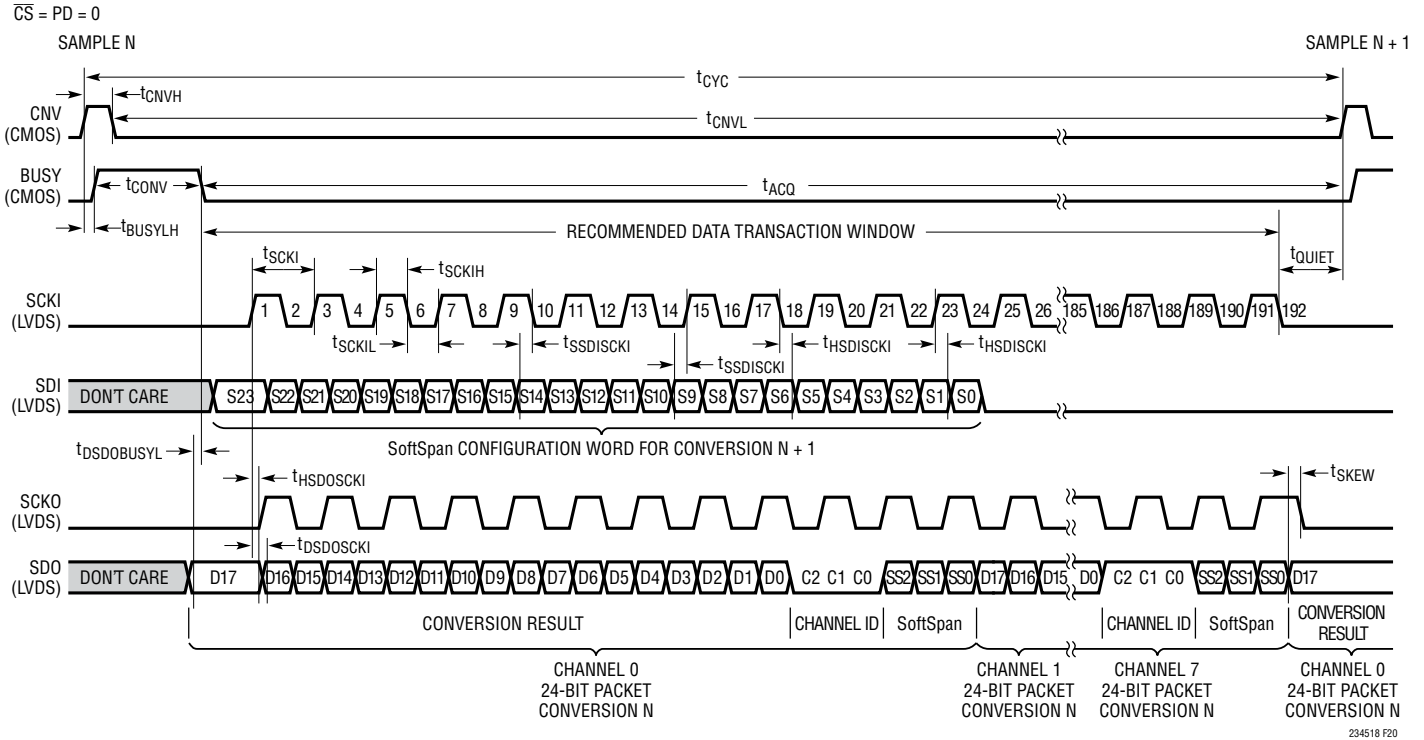 CS = PD = 0
SAMPLE N
SAMPLE N + 1
tCYC
tCNVH
CNV
(CMOS)
tCNVL
BUSY
(CMOS)
tCONV
tACQ
tBUSYLH
RECOMMENDED DATA TRANSACTION WINDOW
tSCKI
tSCKIH
tQUIET
SCKI
(LVDS)
1 2 3 4 5 6 7 8 9 10 11 12 13 14 15 16 17 18 19 20 21 22 23 24 25 26 185 186 187 188 189 190 191 192
tSCKIL
tSSDISCKI
tSSDISCKI
tHSDISCKI
tHSDISCKI
SDI
(LVDS)
DON'T CARE S23 S22 S21 S20 S19 S18 S17 S16 S15 S14 S13 S12 S11 S10 S9 S8 S7 S6 S5 S4 S3 S2 S1 S0
SoftSpan CONFIGURATION WORD FOR CONVERSION N + 1
tDSDOBUSYL
tHSDOSCKI
tSKEW
SCKO
(LVDS)
tDSDOSCKI
SDO
(LVDS)
DON'T CARE D17 D16 D15 D14 D13 D12 D11 D10 D9 D8 D7 D6 D5 D4 D3 D2 D1 D0 C2 C1 C0 SS2 SS1 SS0 D17 D16 D15 D0 C2 C1 C0 SS2 SS1 SS0 D17
CONVERSION RESULT
CHANNEL ID
SoftSpan
CHANNEL ID
SoftSpan
CONVERSION
RESULT
CHANNEL 0
24-BIT PACKET
CONVERSION N
CHANNEL 1
24-BIT PACKET
CONVERSION N
CHANNEL 7
24-BIT PACKET
CONVERSION N
CHANNEL 0
24-BIT PACKET
CONVERSION N
234518 F20